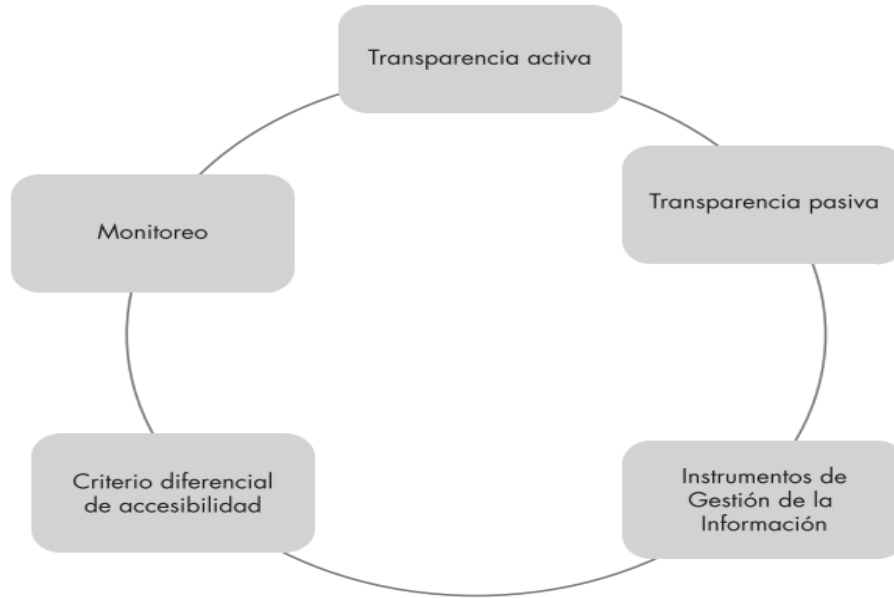 Transparencia activa
Transparencia pasiva
Monitoreo
Criterio diferencial
de accesibilidad
Instrumentos de
Gestión de la
Información